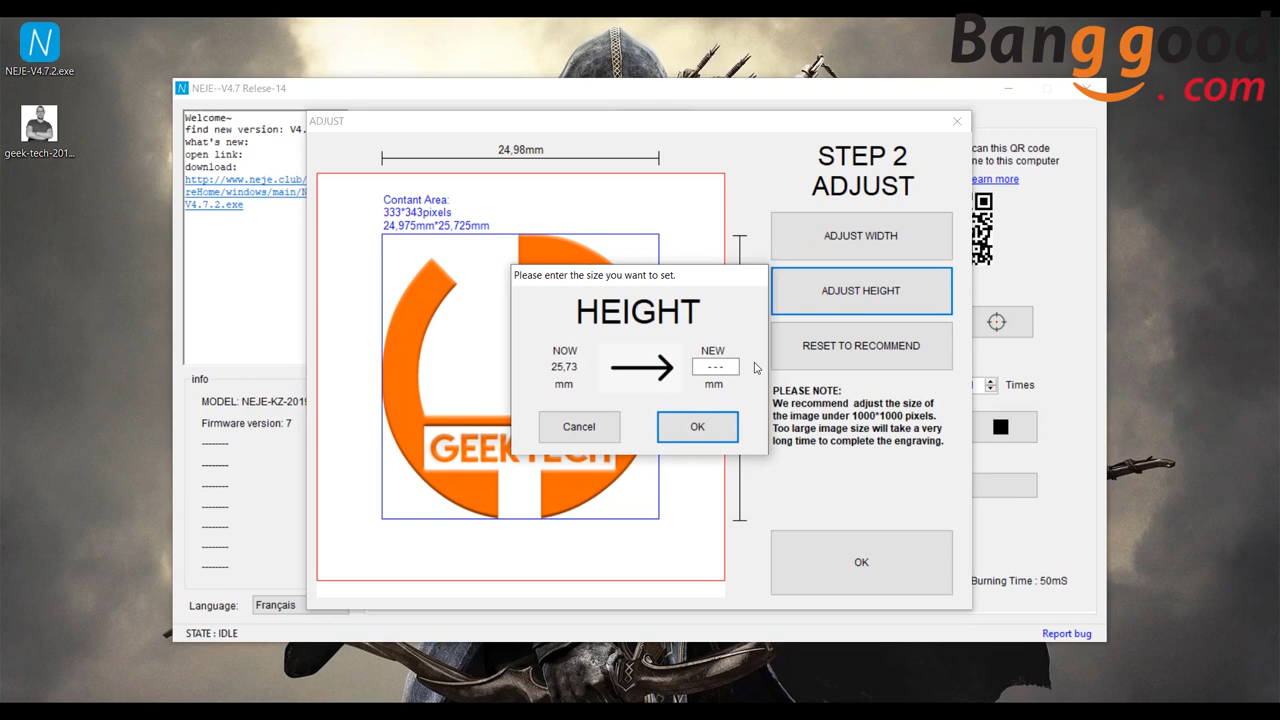 Bang good
. com
N
NEJE-V4.7.2.exe
geek-tech-201...
N NEJE--V4.7 Relese-14
Welcome~
find new version: V4.
what's new:
open link:
download:
http://www.neje.club/
reHome/windows/main/N
V4.7.2.exe
info
MODEL: NEJE-KZ-2019
Firmware version: 7
--------
--------
--------
--------
--------
--------
--------
Language:
Français
STATE : IDLE
ADJUST
24,98mm
Contant Area:
333*343pixels
24,975mm*25,725mm
GEEKTECH
Please enter the size you want to set.
HEIGHT
NOW
25,73
mm
NEW
---
mm
Cancel
OK
STEP 2
ADJUST
ADJUST WIDTH
ADJUST HEIGHT
RESET TO RECOMMEND
PLEASE NOTE:
We recommend adjust the size of
the image under 1000*1000 pixels.
Too large image size will take a very
long time to complete the engraving.
OK
can this QR code
ne to this computer
earn more
Times
Burning Time : 50mS
Report bug